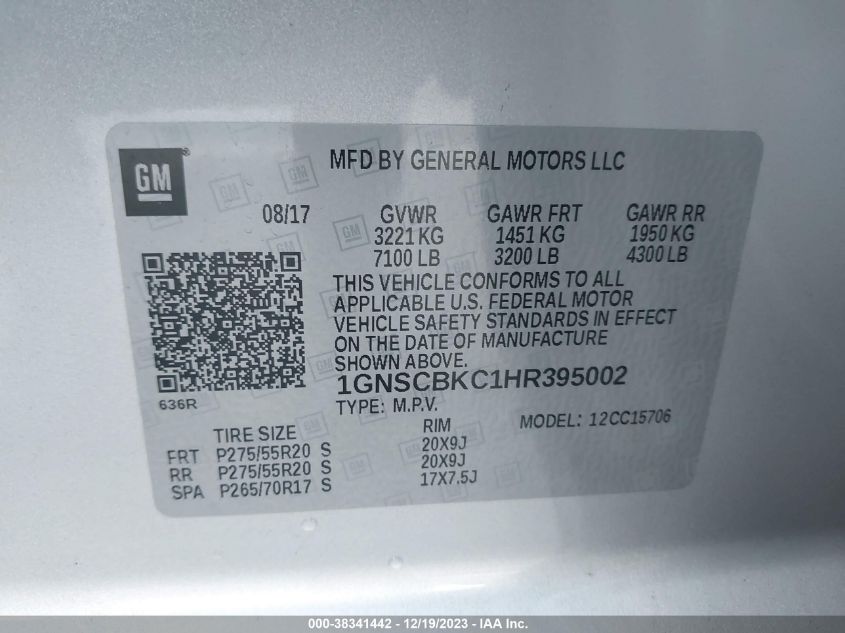 GM
MFD BY GENERAL MOTORS LLC
08/17 GVWR GAWR FRT GAWR RR
3221 KG 1451 KG 1950 KG
7100 LB 3200 LB 4300 LB
THIS VEHICLE CONFORMS TO ALL
APPLICABLE U.S. FEDERAL MOTOR
VEHICLE SAFETY STANDARDS IN EFFECT
ON THE DATE OF MANUFACTURE
SHOWN ABOVE.
1GNSCBKC1HR395002
636R
TYPE: M.P.V.
MODEL: 12CC15706
TIRE SIZE RIM
FRT P275/55R20 S 20X9J
RR P275/55R20 S 20X9J
SPA P265/70R17 S 17X7.5J
000-38341442 - 12/19/2023 - IAA Inc.